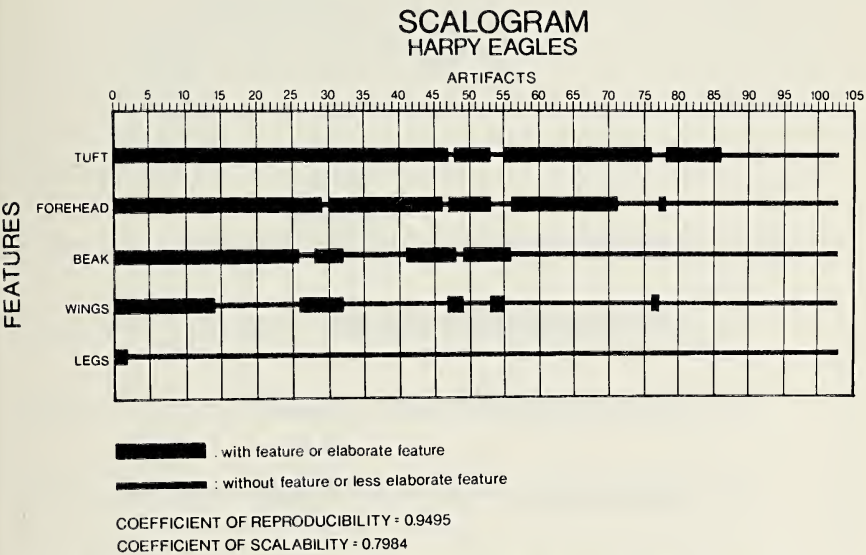 SCALOGRAM
HARPY EAGLES
ARTIFACTS
0 5 10 15 20 25 30 35 40 45 50 55 60 65 70 75 80 85 90 95 100 105
FEATURES
TUFT
FOREHEAD
BEAK
WINGS
LEGS
: with feature or elaborate feature
: without feature or less elaborate feature
COEFFICIENT OF REPRODUCIBILITY = 0.9495
COEFFICIENT OF SCALABILITY = 0.7984